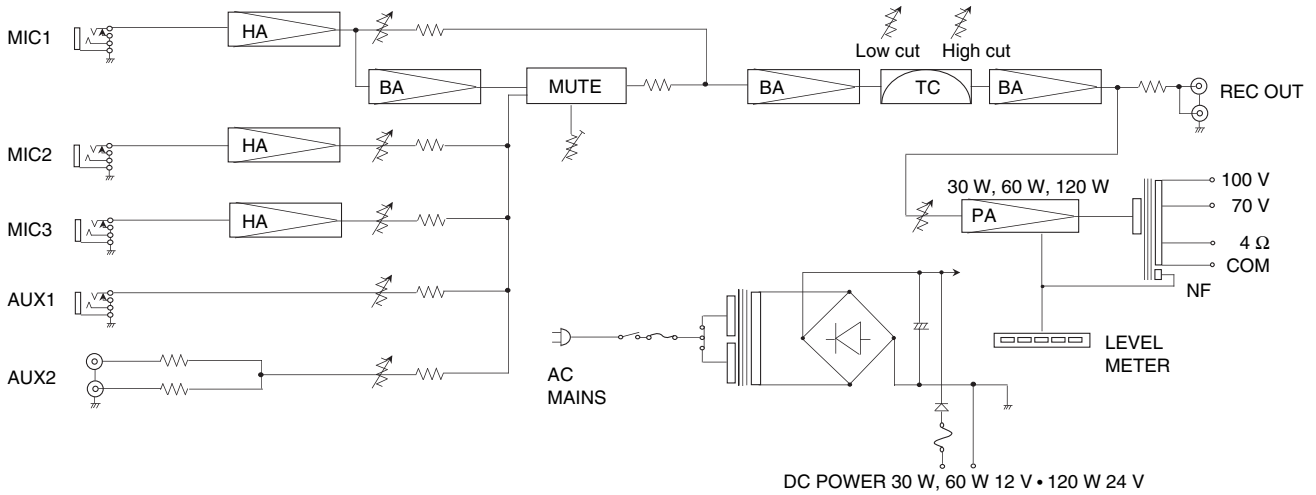 MIC1
HA
BA
MUTE
BA
Low cut
High cut
TC
BA
REC OUT
MIC2
HA
MIC3
HA
30 W, 60 W, 120 W
PA
100 V
70 V
4 Ω
COM
NF
AUX1
LEVEL
METER
AUX2
AC
MAINS
DC POWER 30 W, 60 W 12 V • 120 W 24 V